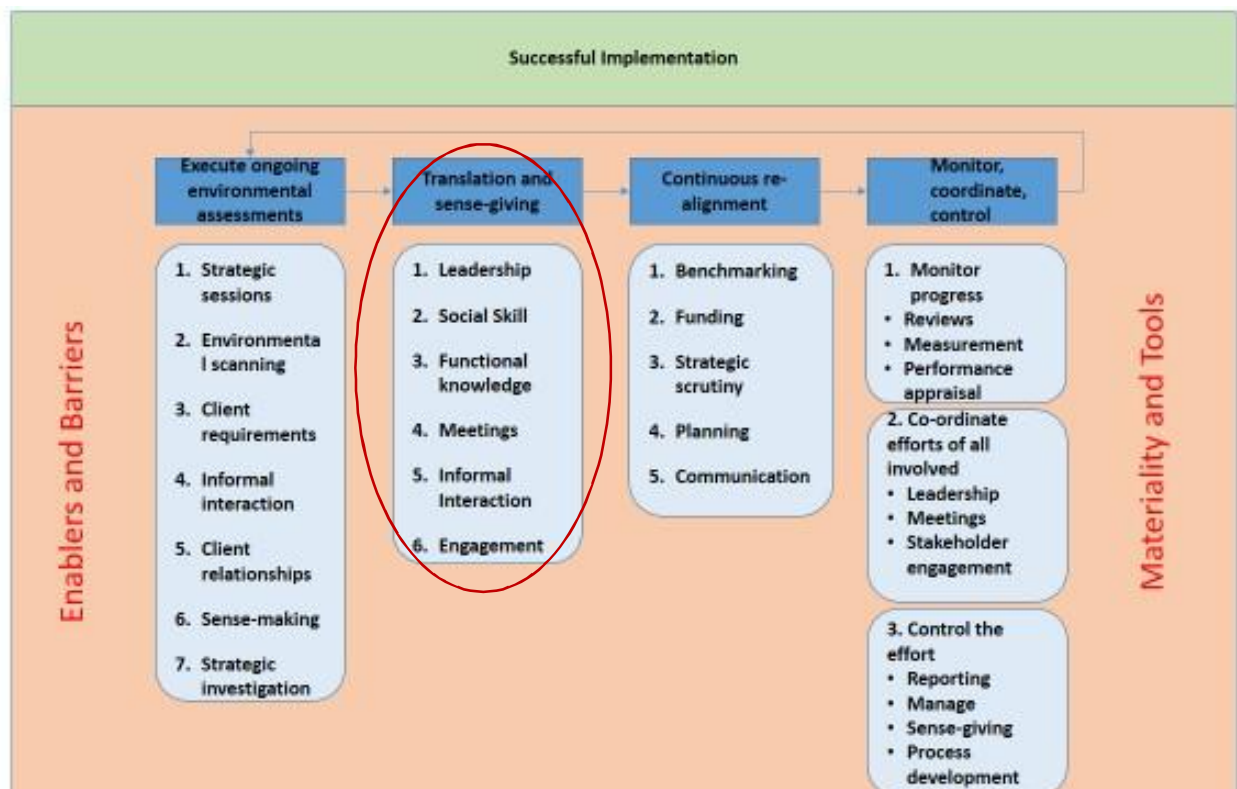 Successful Implementation
Enablers and Barriers
Execute ongoing
environmental
assessments
1. Strategic
sessions
2. Environmenta
l scanning
3. Client
requirements
4. Informal
interaction
5. Client
relationships
6. Sense-making
7. Strategic
investigation
Translation and
sense-giving
1. Leadership
2. Social Skill
3. Functional
knowledge
4. Meetings
5. Informal
Interaction
6. Engagement
Continuous re-
alignment
1. Benchmarking
2. Funding
3. Strategic
scrutiny
4. Planning
5. Communication
Monitor,
coordinate,
control
1. Monitor
progress
• Reviews
• Measurement
• Performance
appraisal
2. Co-ordinate
efforts of all
involved
• Leadership
• Meetings
• Stakeholder
engagement
3. Control the
effort
• Reporting
• Manage
• Sense-giving
• Process
development
Materiality and Tools